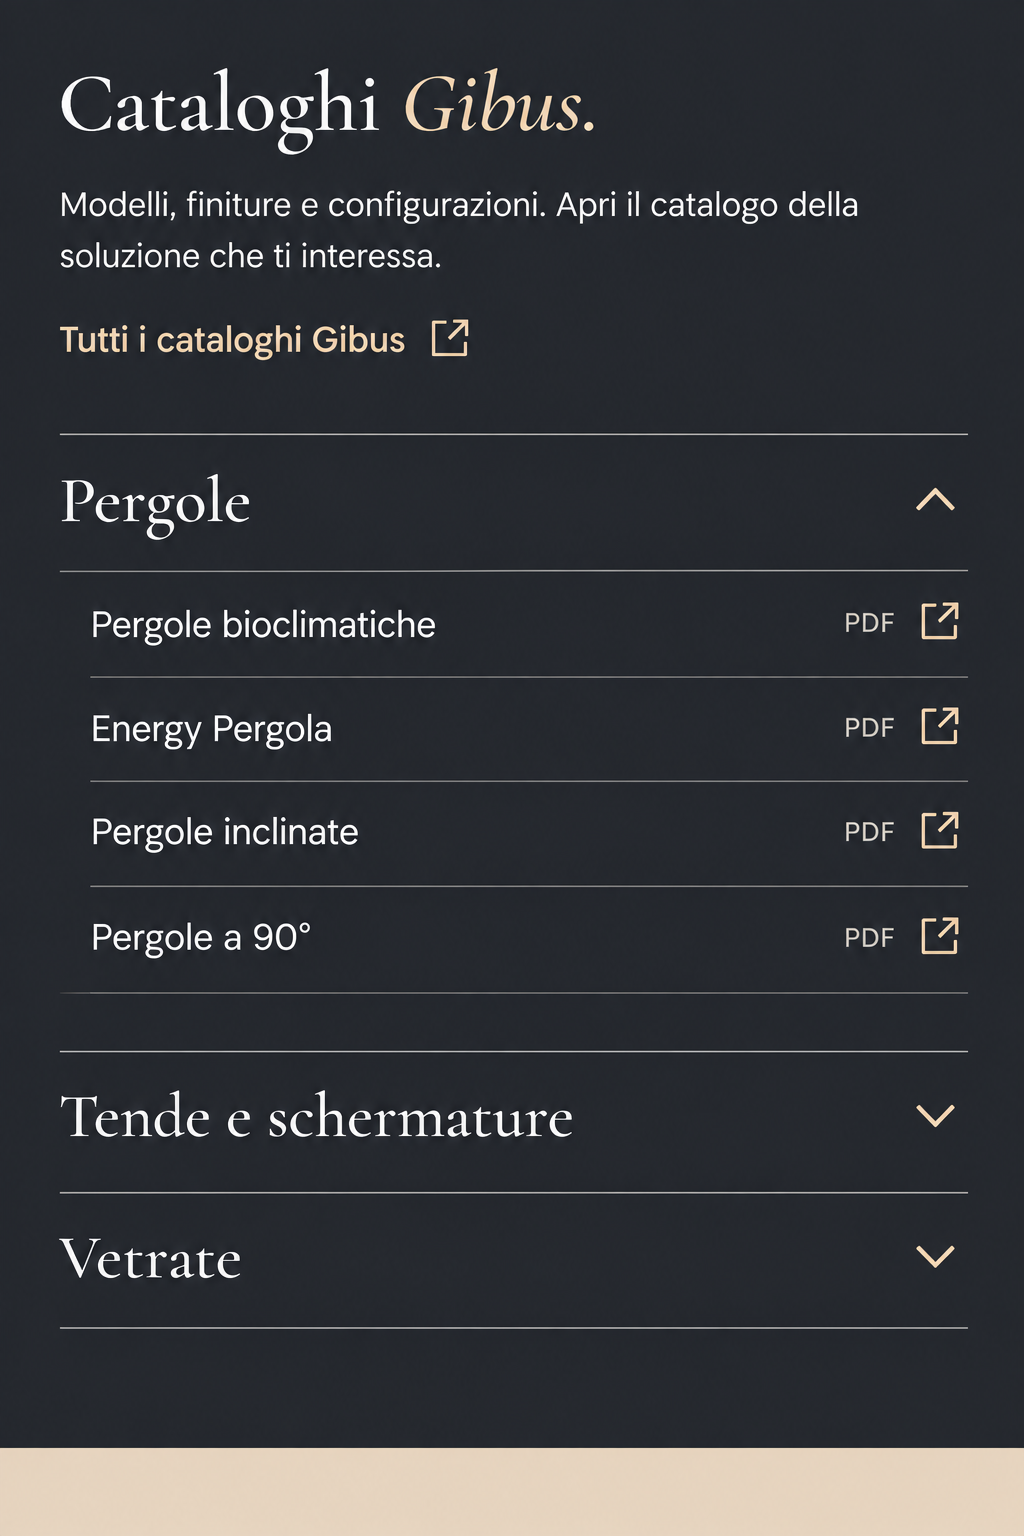 Cataloghi Gibus.
Modelli, finiture e configurazioni. Apri il catalogo della
soluzione che ti interessa.
Tutti i cataloghi Gibus
Pergole
Pergole bioclimatiche PDF
Energy Pergola PDF
Pergole inclinate PDF
Pergole a 90° PDF
Tende e schermature
Vetrate